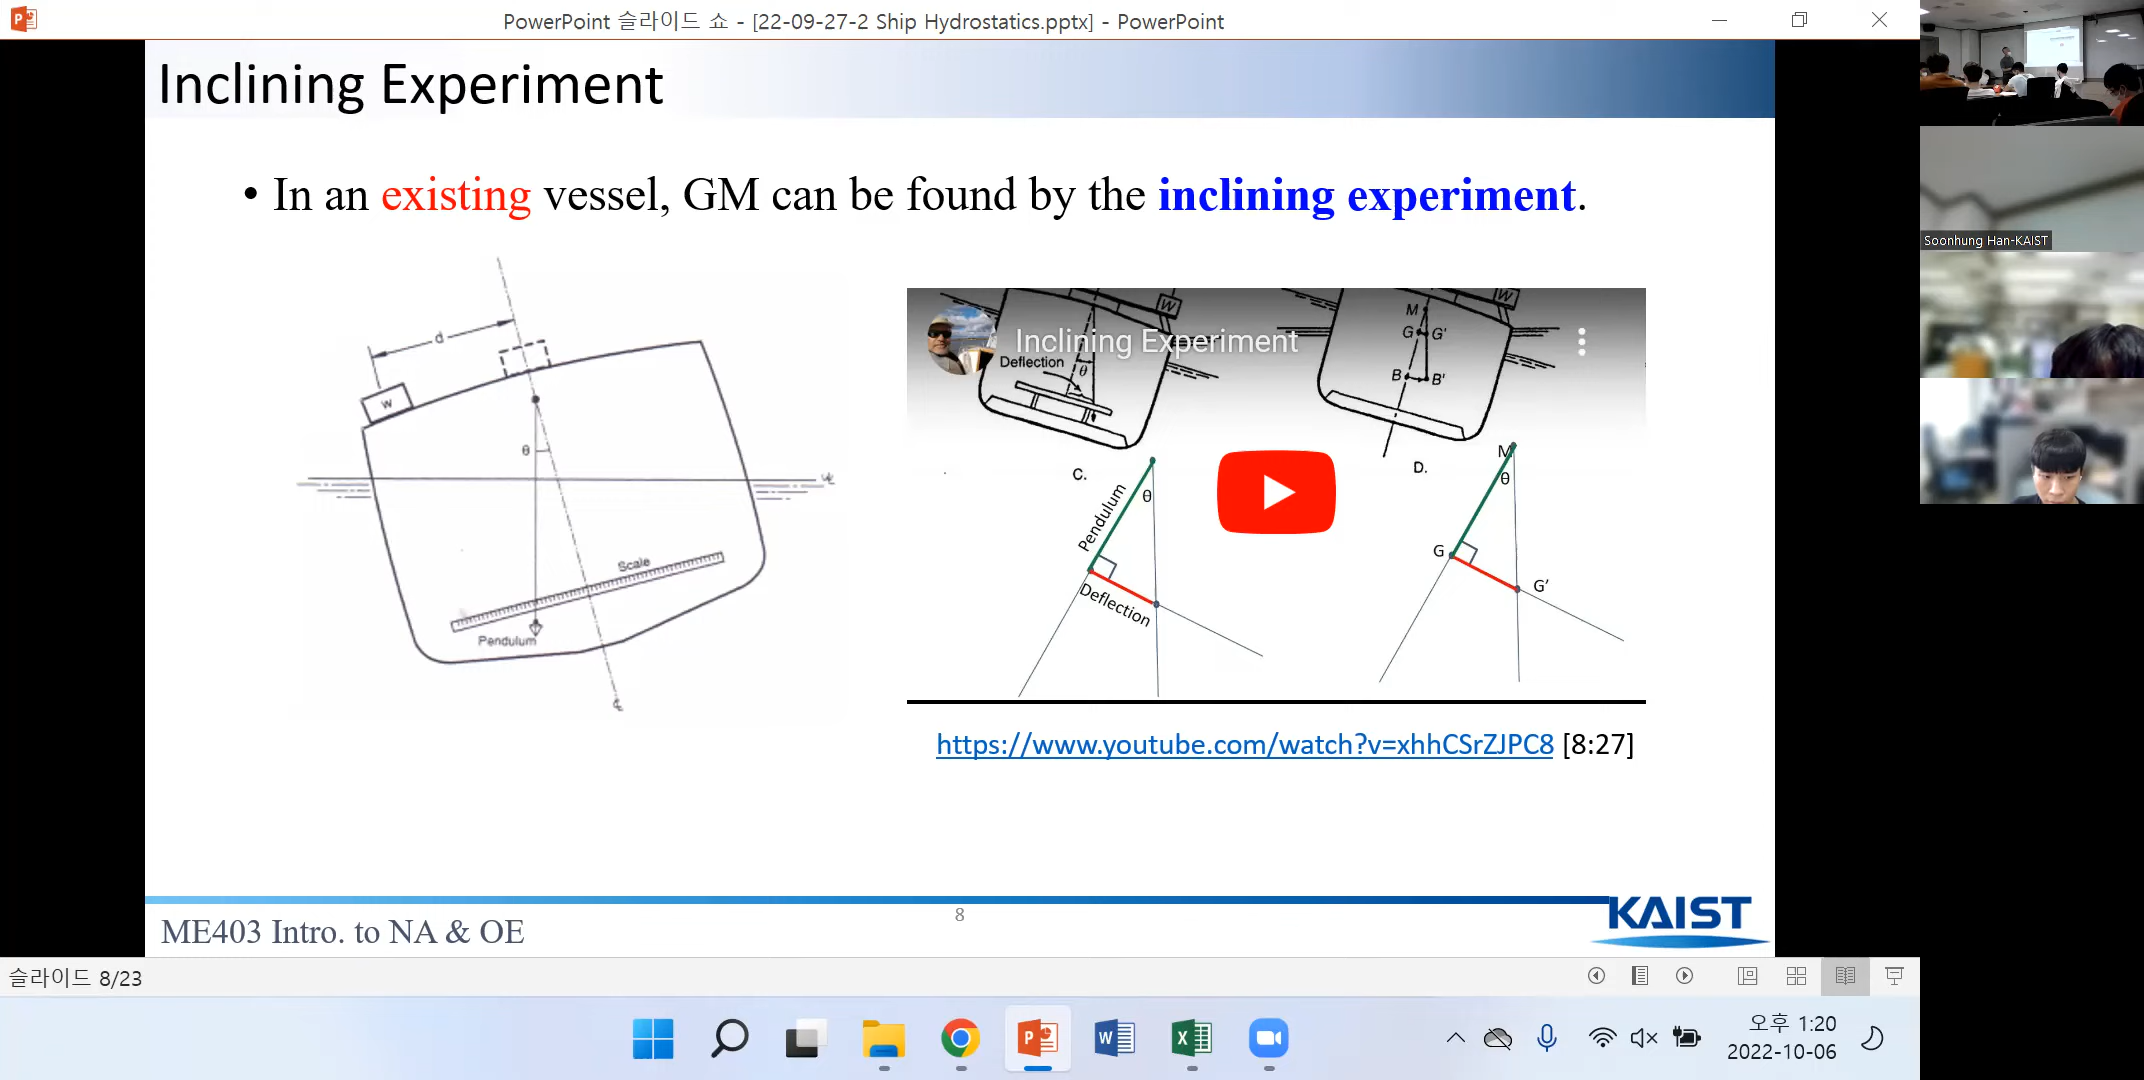 PowerPoint 슬라이드 쇼 - [22-09-27-2 Ship Hydrostatics.pptx] - PowerPoint
Inclining Experiment
• In an existing vessel, GM can be found by the inclining experiment.
d
W
θ
Scale
Pendulum
Inclining Experiment
Deflection
θ
W
W
M
G G'
B B'
C.
D.
Pendulum
θ
Deflection
M
θ
G
G'
https://www.youtube.com/watch?v=xhhCSrZJPC8 [8:27]
ME403 Intro. to NA & OE
8
KAIST
슬라이드 8/23
오후 1:20
2022-10-06
Soonhung Han-KAIST